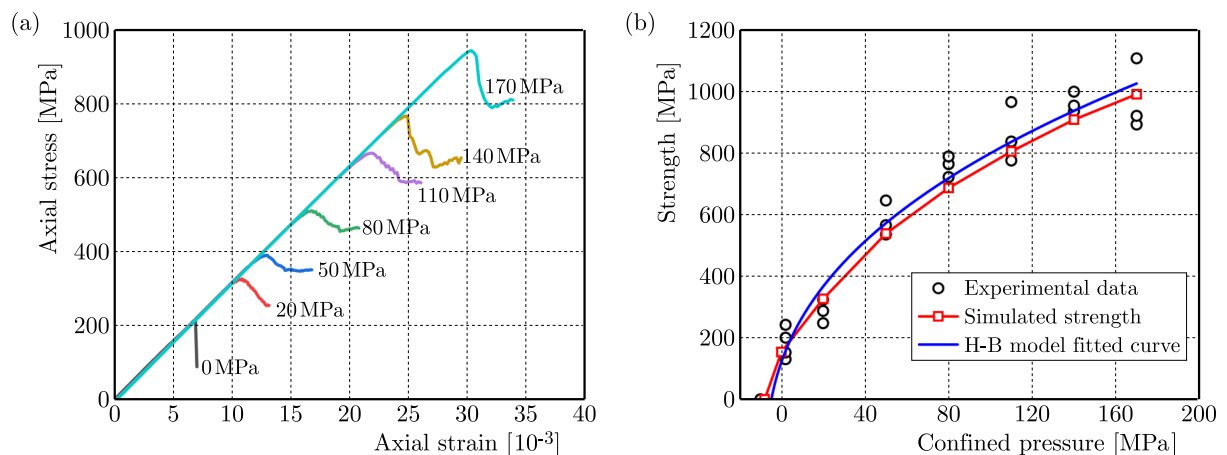 (a)
1000
800
600
400
200
0
Axial stress [MPa]
170 MPa
140 MPa
110 MPa
80 MPa
50 MPa
20 MPa
0 MPa
0 5 10 15 20 25 30 35 40
Axial strain [10⁻³]
(b)
1200
1000
800
600
400
200
0
Strength [MPa]
Experimental data
Simulated strength
H-B model fitted curve
0 40 80 120 160 200
Confined pressure [MPa]